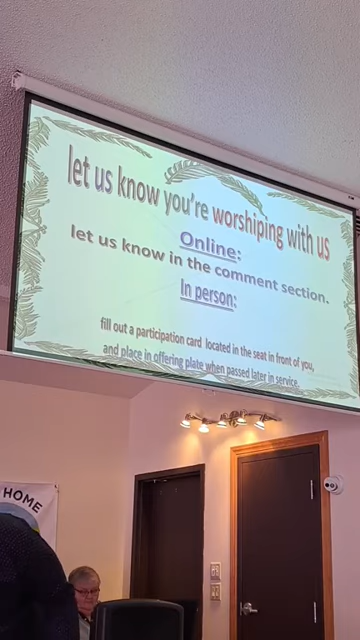 let us know you're worshiping with us
Online:
let us know in the comment section.
In person:
fill out a participation card located in the seat in front of you,
and place in offering plate when passed later in service.
HOME